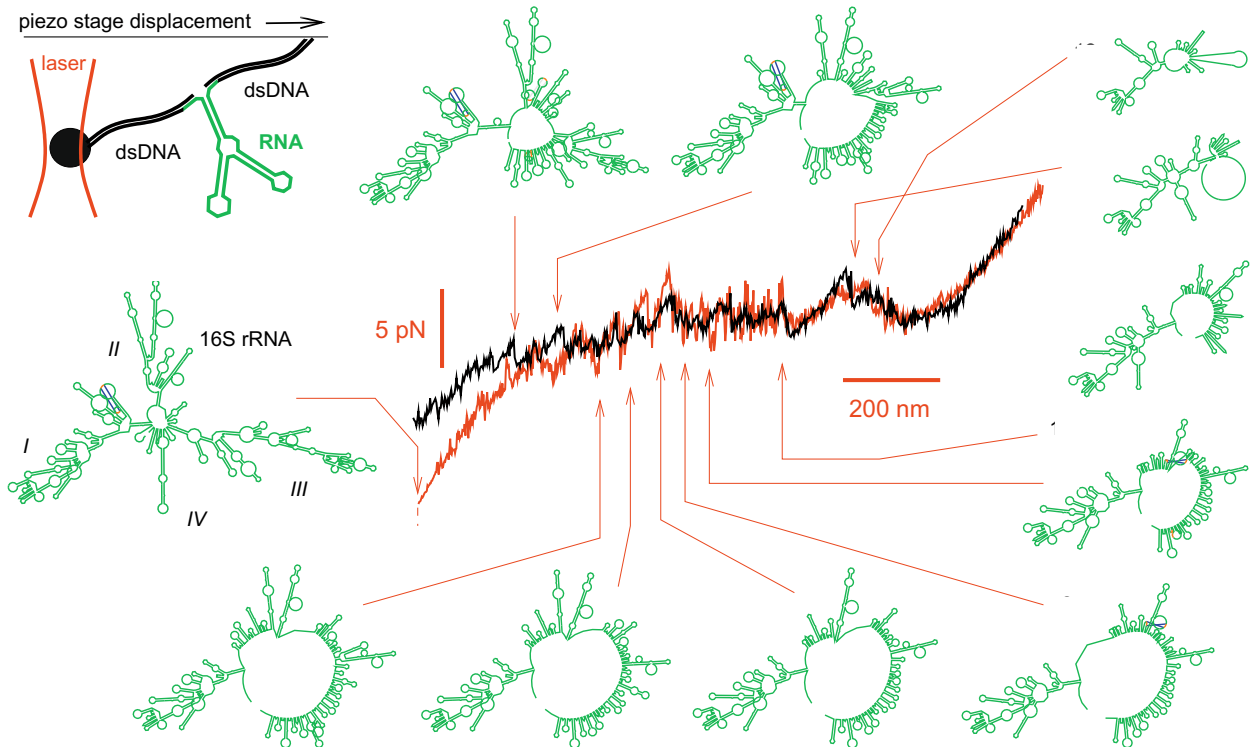 piezo stage displacement
laser
dsDNA
dsDNA
RNA
5 pN
16S rRNA
II
I
III
IV
200 nm